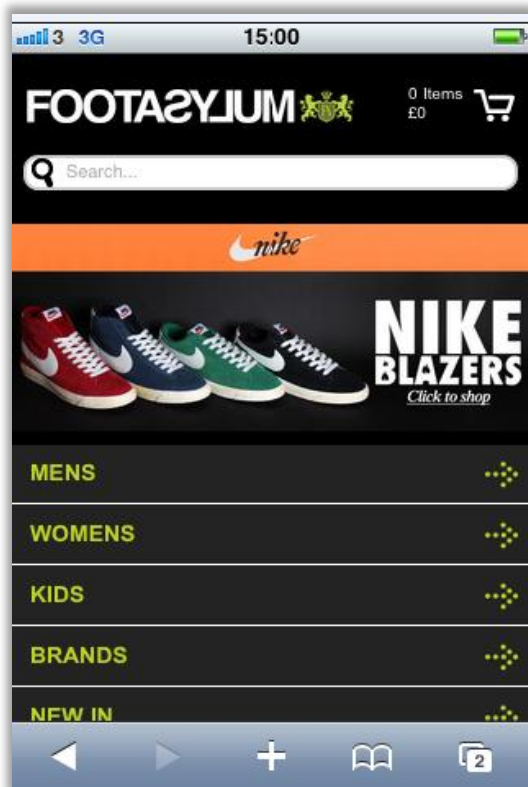 3 3G 15:00
FOOTASYLUM
0 Items
£0
Search...
nike
NIKE
BLAZERS
Click to shop
MENS
WOMENS
KIDS
BRANDS
NEW IN
2